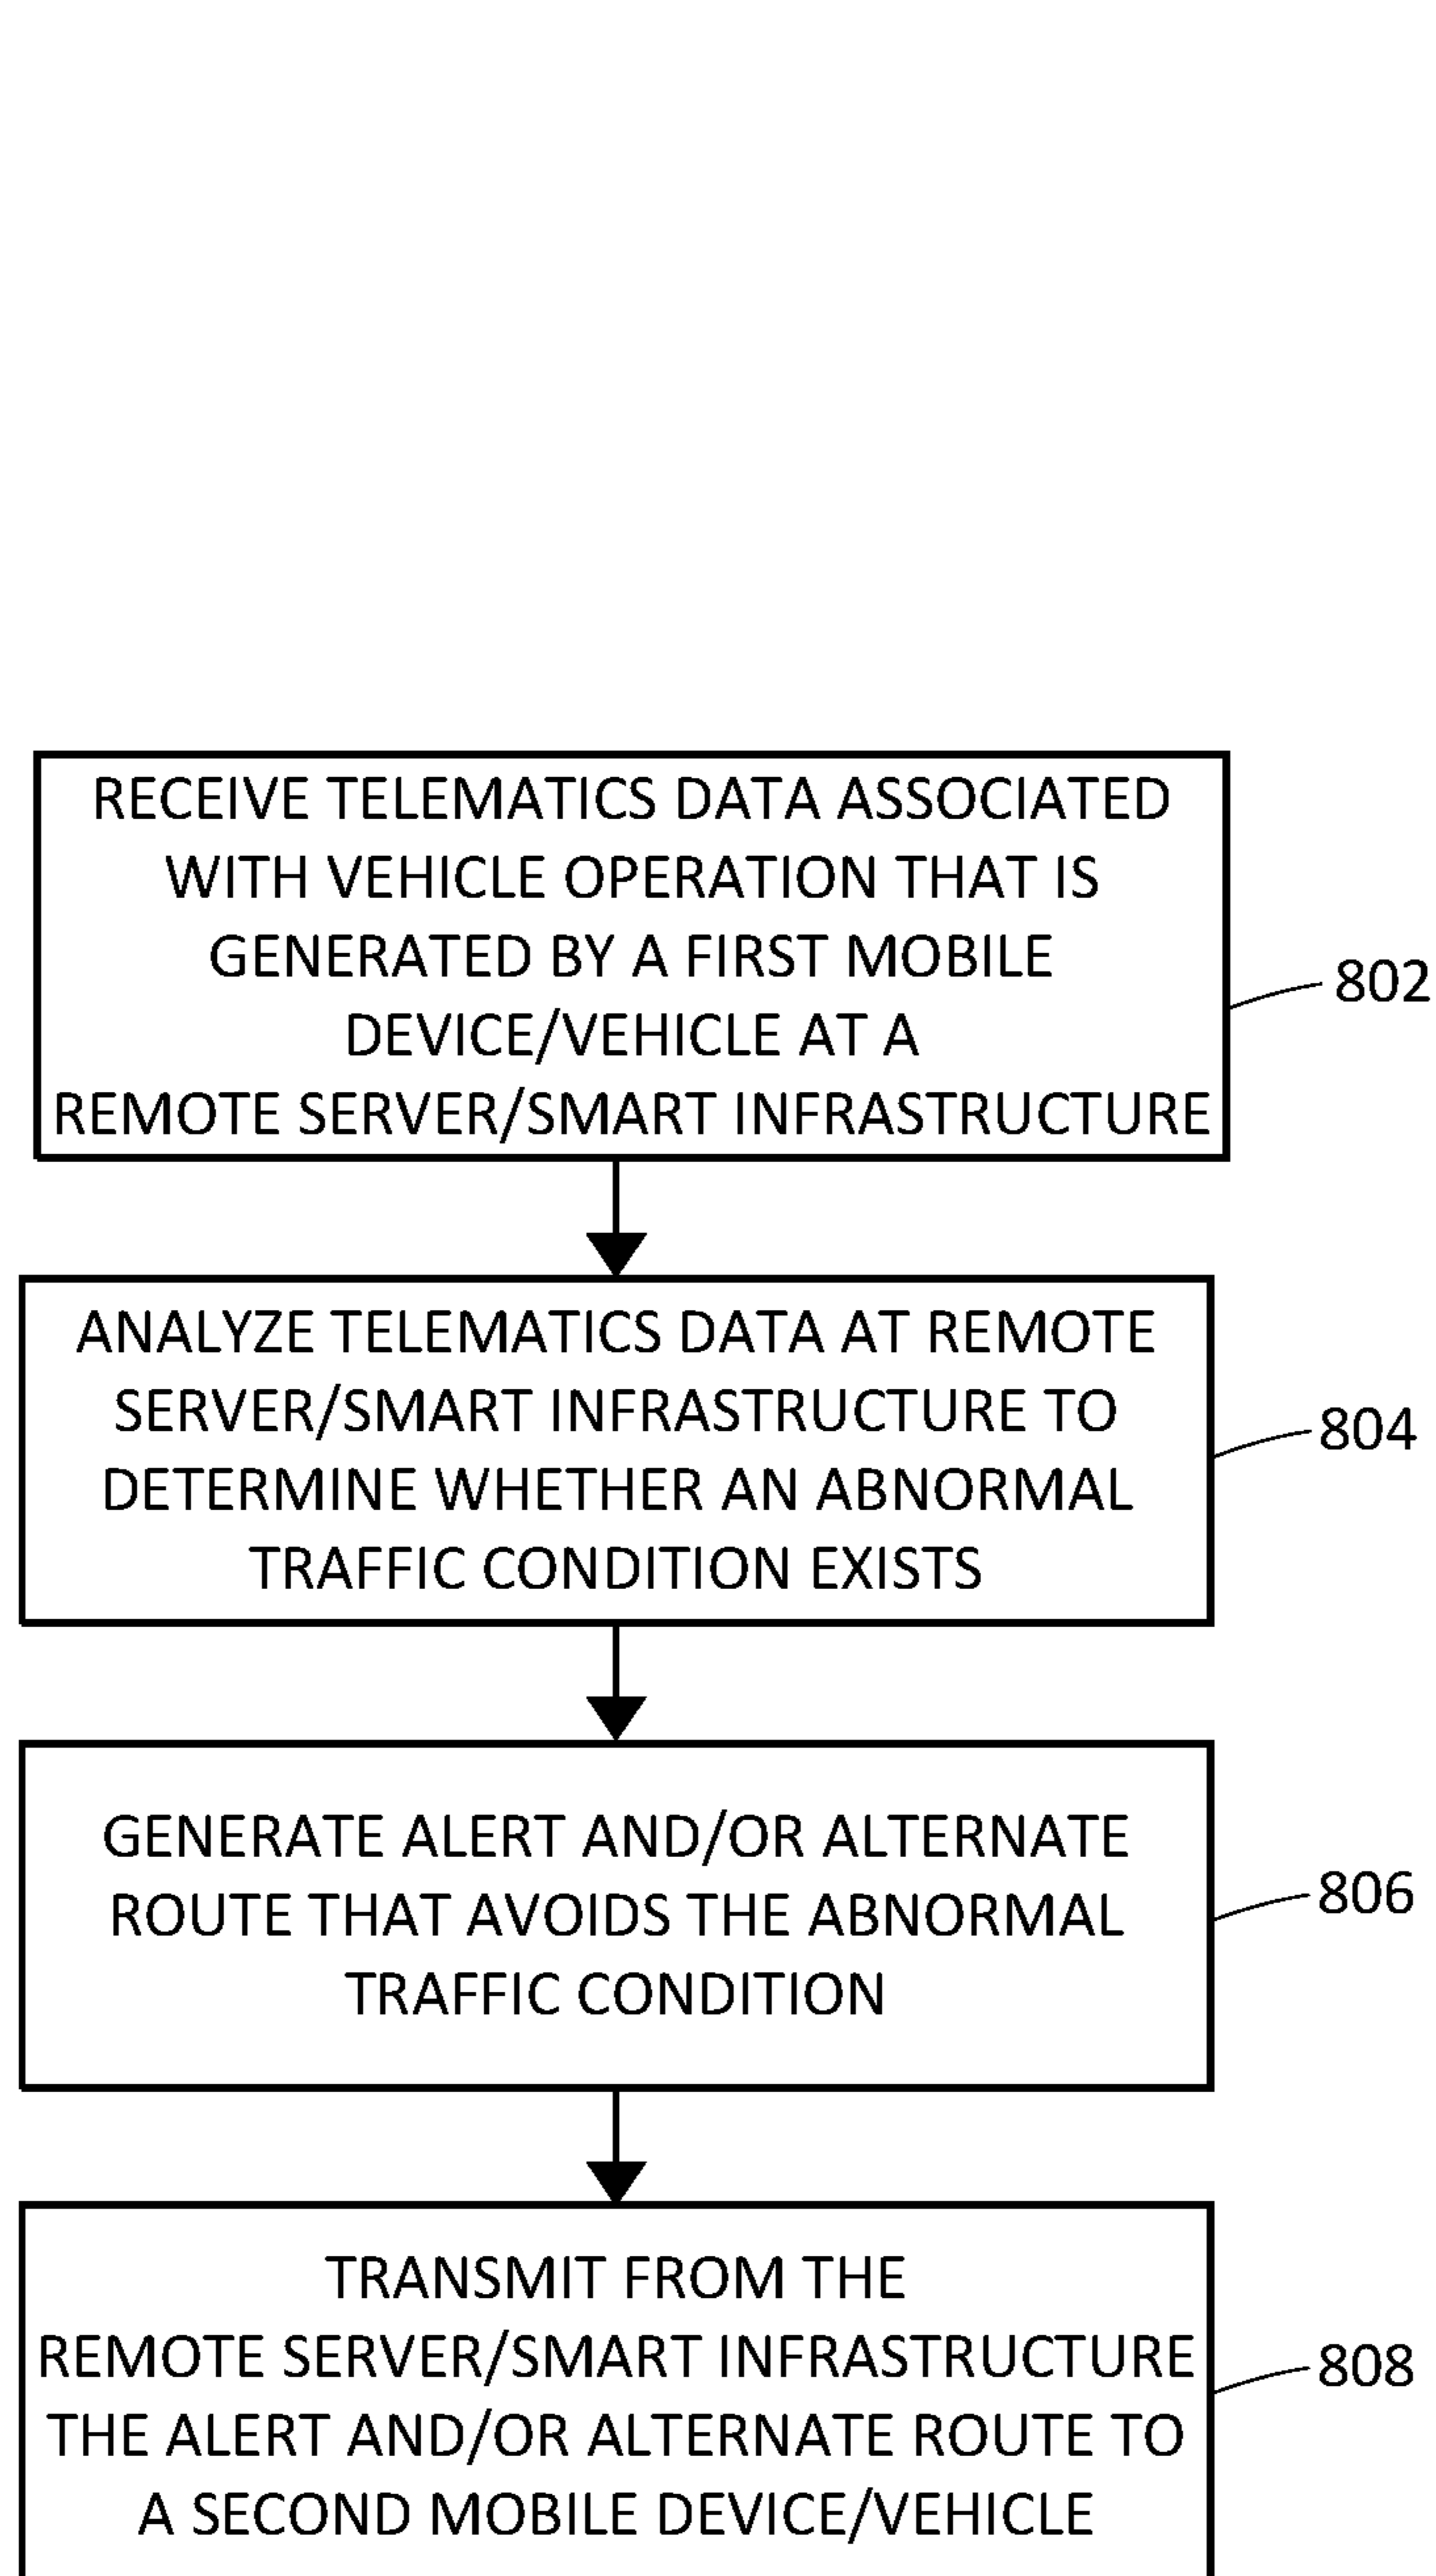 RECEIVE TELEMATICS DATA ASSOCIATED
WITH VEHICLE OPERATION THAT IS
GENERATED BY A FIRST MOBILE
DEVICE/VEHICLE AT A
REMOTE SERVER/SMART INFRASTRUCTURE
802
ANALYZE TELEMATICS DATA AT REMOTE
SERVER/SMART INFRASTRUCTURE TO
DETERMINE WHETHER AN ABNORMAL
TRAFFIC CONDITION EXISTS
804
GENERATE ALERT AND/OR ALTERNATE
ROUTE THAT AVOIDS THE ABNORMAL
TRAFFIC CONDITION
806
TRANSMIT FROM THE
REMOTE SERVER/SMART INFRASTRUCTURE
THE ALERT AND/OR ALTERNATE ROUTE TO
A SECOND MOBILE DEVICE/VEHICLE
808